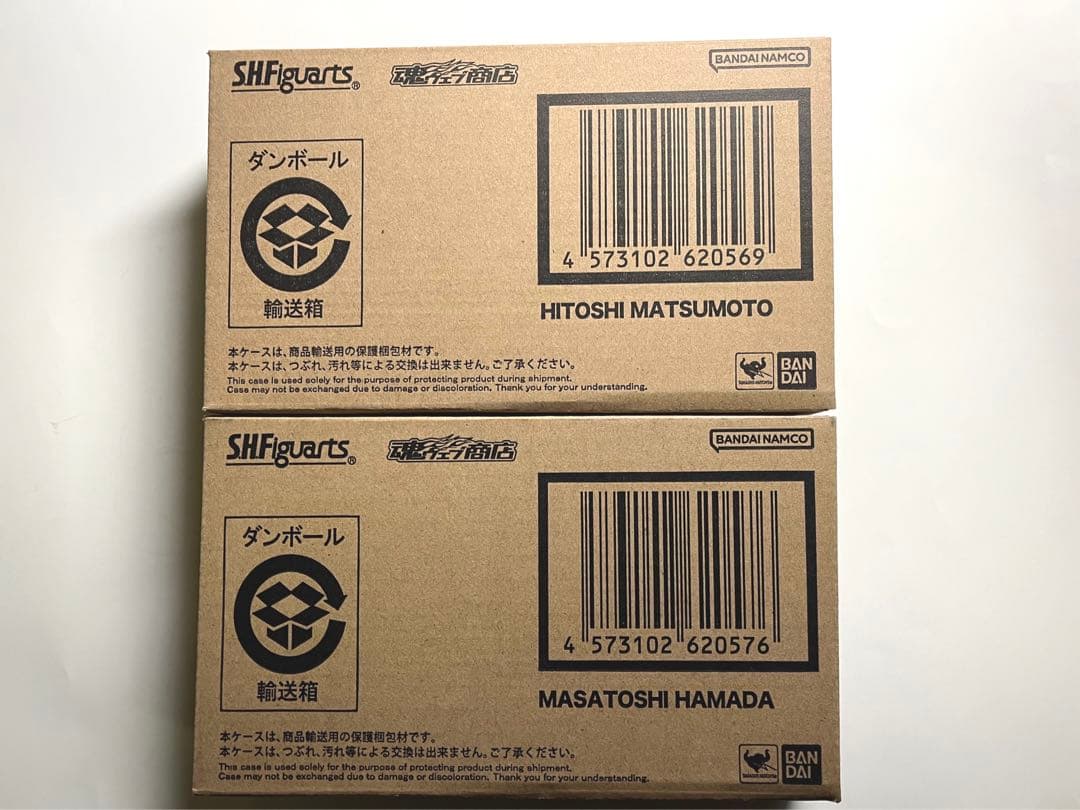 S.H.Figuarts®
魂ウェブ商店
BANDAI NAMCO
ダンボール
輸送箱
4 573102 620569
HITOSHI MATSUMOTO
本ケースは、商品輸送用の保護梱包材です。
本ケースは、つぶれ、汚れ等による交換は出来ません。ご了承ください。
This case is used solely for the purpose of protecting product during shipment.
Case may not be exchanged due to damage or discoloration. Thank you for your understanding.
TAMASHII NATIONS
BAN
DAI
S.H.Figuarts®
魂ウェブ商店
BANDAI NAMCO
ダンボール
輸送箱
4 573102 620576
MASATOSHI HAMADA
本ケースは、商品輸送用の保護梱包材です。
本ケースは、つぶれ、汚れ等による交換は出来ません。ご了承ください。
This case is used solely for the purpose of protecting product during shipment.
Case may not be exchanged due to damage or discoloration. Thank you for your understanding.
TAMASHII NATIONS
BAN
DAI